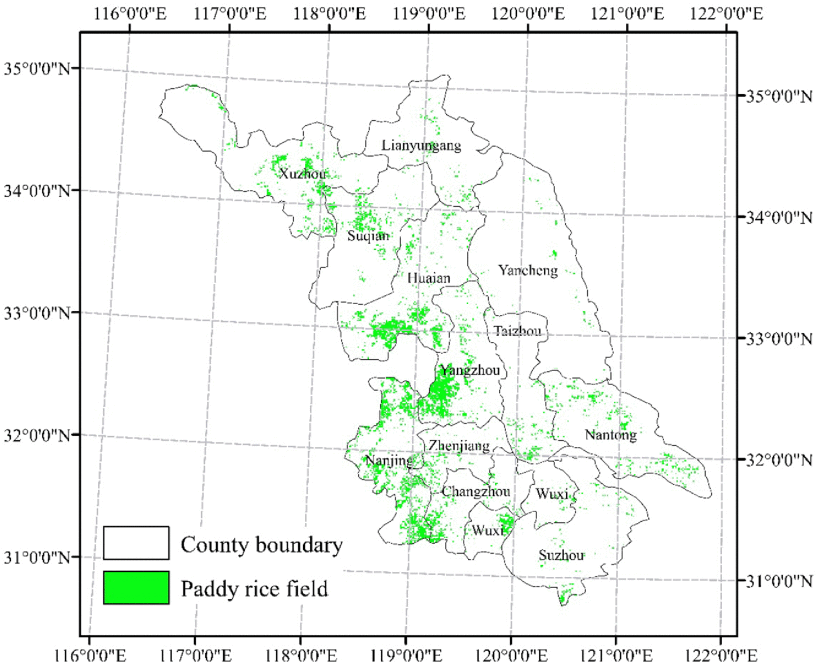 116°0'0"E 117°0'0"E 118°0'0"E 119°0'0"E 120°0'0"E 121°0'0"E 122°0'0"E
35°0'0"N
35°0'0"N
Lianyungang
Xuzhou
34°0'0"N
34°0'0"N
Suqian
Yancheng
Huaian
33°0'0"N
Taizhou
33°0'0"N
Yangzhou
32°0'0"N
Nantong
Zhenjiang
Nanjing
32°0'0"N
Changzhou
Wuxi
Wuxi
County boundary
31°0'0"N
Suzhou
31°0'0"N
Paddy rice field
116°0'0"E 117°0'0"E 118°0'0"E 119°0'0"E 120°0'0"E 121°0'0"E 122°0'0"E